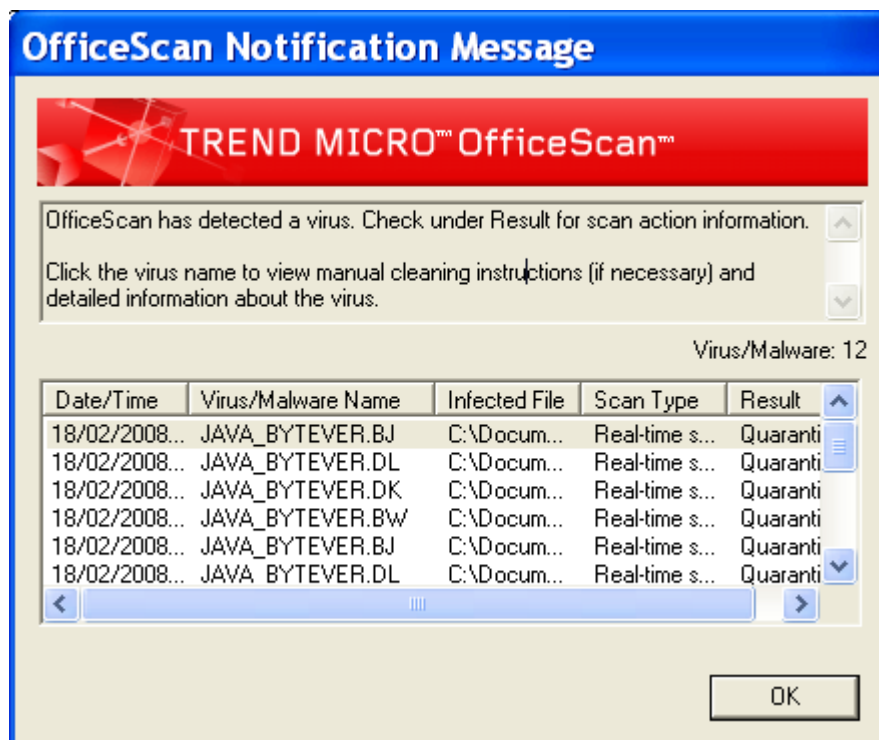 OfficeScan Notification Message
TREND MICRO™ OfficeScan™
OfficeScan has detected a virus. Check under Result for scan action information.
Click the virus name to view manual cleaning instructions (if necessary) and
detailed information about the virus.
Virus/Malware: 12
Date/Time Virus/Malware Name Infected File Scan Type Result
18/02/2008... JAVA_BYTEVER.BJ C:\Docum... Real-time s... Quaranti
18/02/2008... JAVA_BYTEVER.DL C:\Docum... Real-time s... Quaranti
18/02/2008... JAVA_BYTEVER.DK C:\Docum... Real-time s... Quaranti
18/02/2008... JAVA_BYTEVER.BW C:\Docum... Real-time s... Quaranti
18/02/2008... JAVA_BYTEVER.BJ C:\Docum... Real-time s... Quaranti
18/02/2008... JAVA_BYTEVER.DL C:\Docum... Real-time s... Quaranti
OK